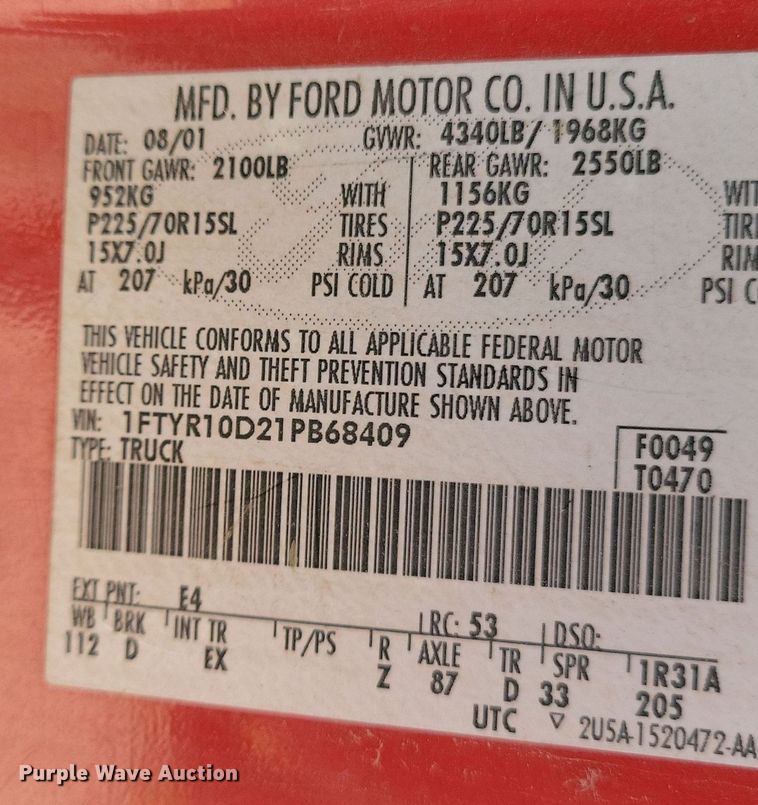 MFD. BY FORD MOTOR CO. IN U.S.A.
DATE: 08/01 GVWR: 4340LB/ 1968KG
FRONT GAWR: 2100LB REAR GAWR: 2550LB
952KG WITH 1156KG WIT
P225/70R15SL TIRES P225/70R15SL TIR
15X7.0J RIMS 15X7.0J RIM
AT 207 kPa/30 PSI COLD AT 207 kPa/30 PSI C
THIS VEHICLE CONFORMS TO ALL APPLICABLE FEDERAL MOTOR
VEHICLE SAFETY AND THEFT PREVENTION STANDARDS IN
EFFECT ON THE DATE OF MANUFACTURE SHOWN ABOVE.
VIN: 1FTYR10D21PB68409 F0049
TYPE: TRUCK T0470
EXT PNT: E4 RC: 53 DSO:
WB BRK INT TR TP/PS R AXLE TR SPR 1R31A
112 D EX Z 87 D 33 205
UTC ▽ 2U5A-1520472-AA
Purple Wave Auction